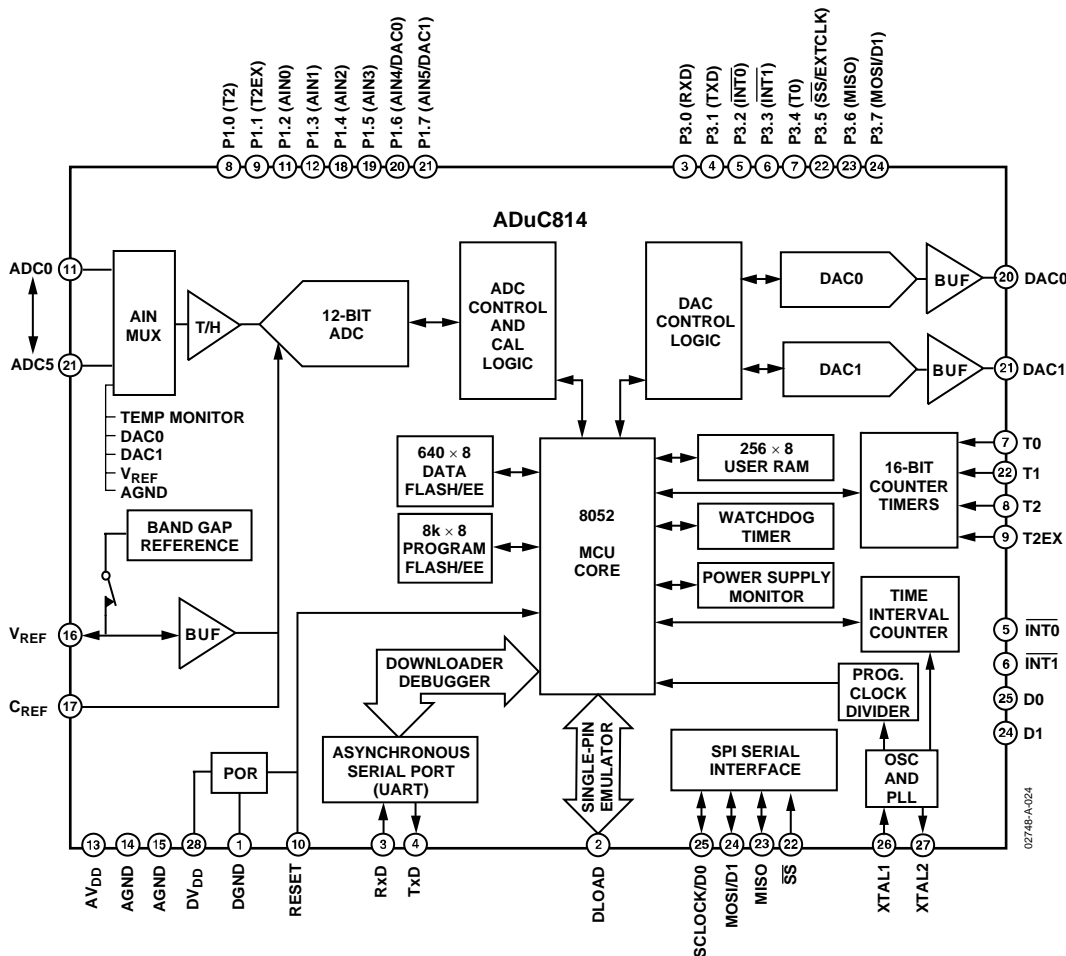 P1.0 (T2)
P1.1 (T2EX)
P1.2 (AIN0)
P1.3 (AIN1)
P1.4 (AIN2)
P1.5 (AIN3)
P1.6 (AIN4/DAC0)
P1.7 (AIN5/DAC1)
P3.0 (RXD)
P3.1 (TXD)
P3.2 (I̅N̅T̅0̅)
P3.3 (I̅N̅T̅1̅)
P3.4 (T0)
P3.5 (S̅S̅/EXTCLK)
P3.6 (MISO)
P3.7 (MOSI/D1)
8 9 11 12 18 19 20 21
3 4 5 6 7 22 23 24
ADuC814
ADC0
11
ADC5
21
AIN
MUX
T/H
12-BIT
ADC
ADC
CONTROL
AND
CAL
LOGIC
DAC
CONTROL
LOGIC
DAC0
BUF
20
DAC0
DAC1
BUF
21
DAC1
TEMP MONITOR
DAC0
DAC1
VREF
AGND
BAND GAP
REFERENCE
VREF
16
BUF
CREF
17
640 × 8
DATA
FLASH/EE
8k × 8
PROGRAM
FLASH/EE
8052
MCU
CORE
256 × 8
USER RAM
WATCHDOG
TIMER
POWER SUPPLY
MONITOR
16-BIT
COUNTER
TIMERS
7
T0
22
T1
8
T2
9
T2EX
TIME
INTERVAL
COUNTER
5
I̅N̅T̅0̅
6
I̅N̅T̅1̅
25
D0
24
D1
PROG.
CLOCK
DIVIDER
OSC
AND
PLL
DOWNLOADER
DEBUGGER
ASYNCHRONOUS
SERIAL PORT
(UART)
SINGLE-PIN
EMULATOR
SPI SERIAL
INTERFACE
POR
13 14 15 28 1 10 3 4 2 25 24 23 22 26 27
AVDD
AGND
AGND
DVDD
DGND
RESET
RxD
TxD
DLOAD
SCLOCK/D0
MOSI/D1
MISO
S̅S̅
XTAL1
XTAL2
02748-A-024